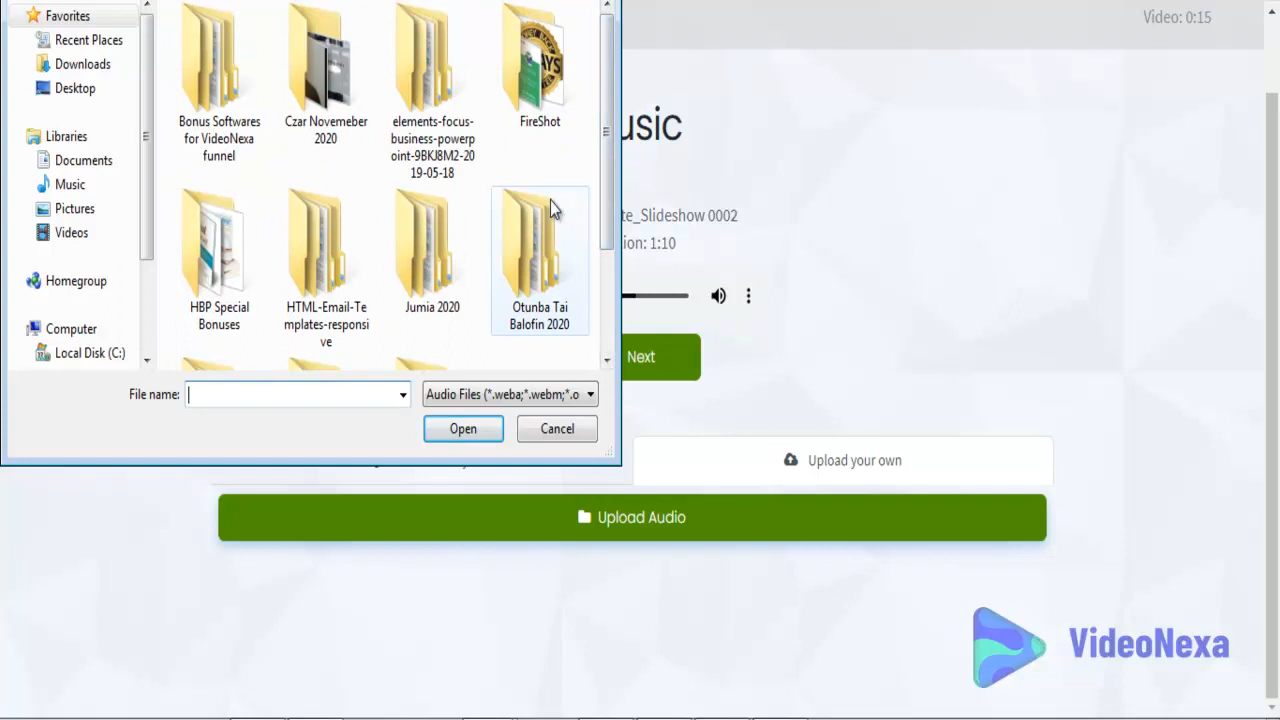 Favorites
Recent Places
Downloads
Desktop
Libraries
Documents
Music
Pictures
Videos
Homegroup
Computer
Local Disk (C:)
Bonus Softwares
for VideoNexa
funnel
Czar Novemeber
2020
elements-focus-
business-powerp
oint-9BKJ8M2-20
19-05-18
FireShot
HBP Special
Bonuses
HTML-Email-Te
mplates-responsi
ve
Jumia 2020
Otunba Tai
Balofin 2020
File name:
Audio Files (*.weba;*.webm;*.o
Open
Cancel
Video: 0:15
usic
te_Slideshow 0002
ion: 1:10
Next
Upload your own
Upload Audio
VideoNexa